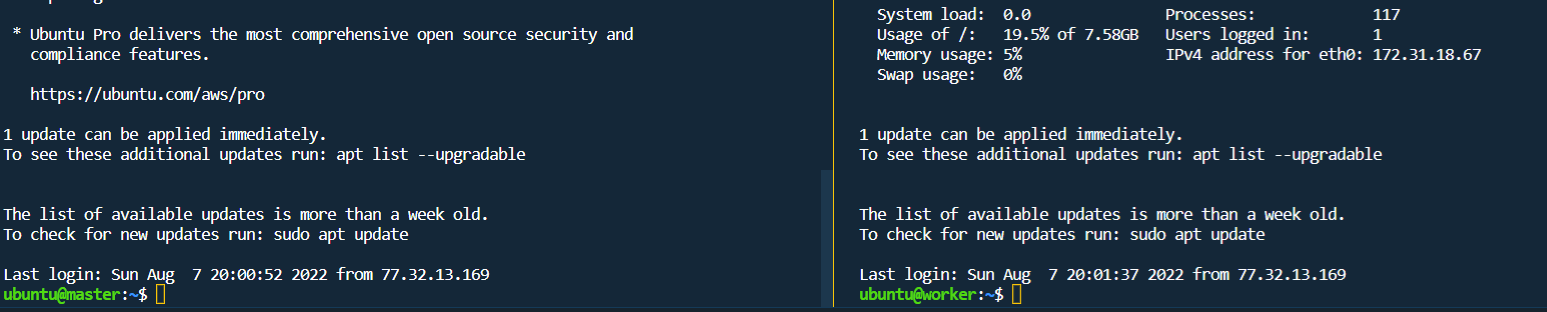 * Ubuntu Pro delivers the most comprehensive open source security and
compliance features.
https://ubuntu.com/aws/pro
1 update can be applied immediately.
To see these additional updates run: apt list --upgradable
The list of available updates is more than a week old.
To check for new updates run: sudo apt update
Last login: Sun Aug  7 20:00:52 2022 from 77.32.13.169
ubuntu@master:~$
System load:  0.0    Processes:    117
Usage of /:   19.5% of 7.58GB   Users logged in:    1
Memory usage: 5%    IPv4 address for eth0: 172.31.18.67
Swap usage:   0%
1 update can be applied immediately.
To see these additional updates run: apt list --upgradable
The list of available updates is more than a week old.
To check for new updates run: sudo apt update
Last login: Sun Aug  7 20:01:37 2022 from 77.32.13.169
ubuntu@worker:~$